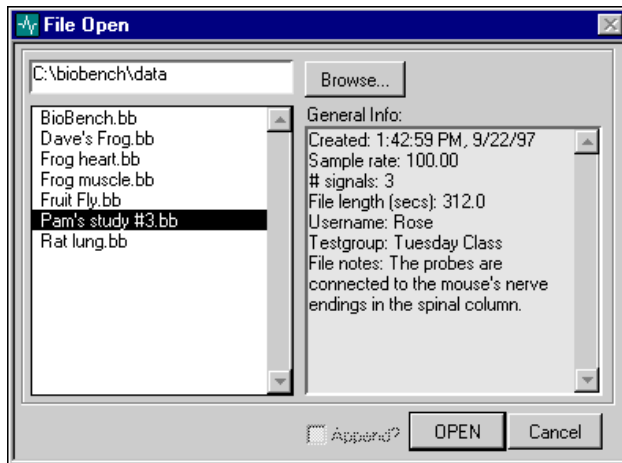 File Open
C:\biobench\data
Browse...
BioBench.bb
Dave's Frog.bb
Frog heart.bb
Frog muscle.bb
Fruit Fly.bb
Pam's study #3.bb
Rat lung.bb
General Info:
Created: 1:42:59 PM, 9/22/97
Sample rate: 100.00
# signals: 3
File length (secs): 312.0
Username: Rose
Testgroup: Tuesday Class
File notes: The probes are
connected to the mouse's nerve
endings in the spinal column.
Append?
OPEN
Cancel